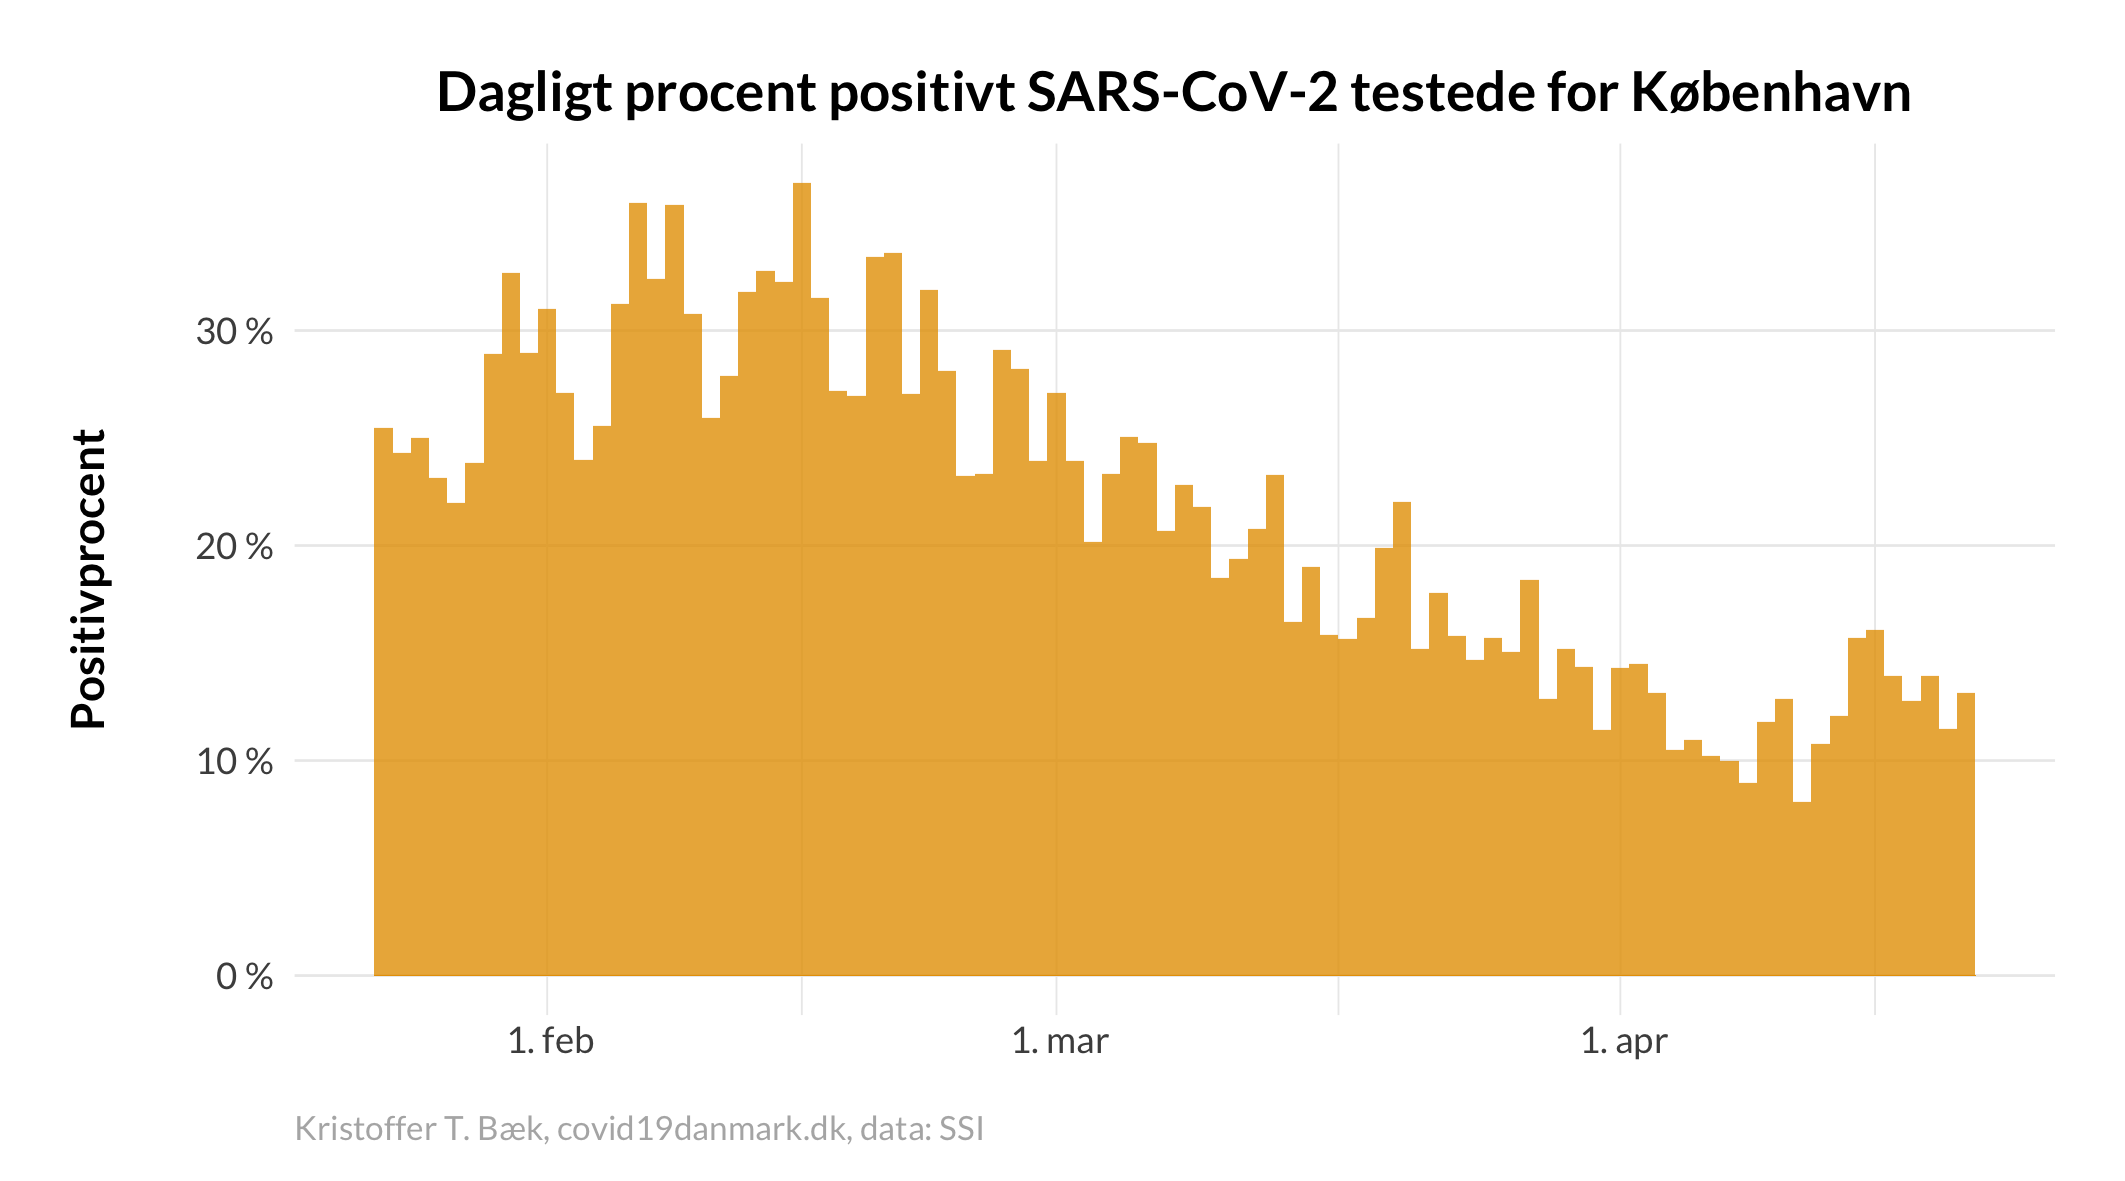 Dagligt procent positivt SARS-CoV-2 testede for København
Positivprocent
30 %
20 %
10 %
0 %
1. feb
1. mar
1. apr
Kristoffer T. Bæk, covid19danmark.dk, data: SSI